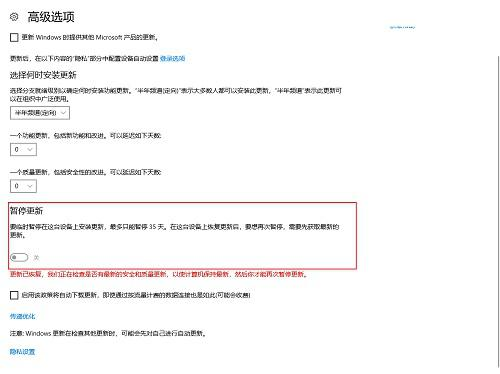 高级选项
更新 Windows 时提供其他 Microsoft 产品的更新。
更新后，在以下内容的"隐私"部分中配置设备自动设置 登录选项
选择何时安装更新
选择分支就绪级别以确定何时安装功能更新。"半年频道(定向)"表示大多数人都可以安装此更新，"半年频道"表示此更新可
以在组织中广泛使用。
半年频道(定向)
一个功能更新，包括新功能和改进。可以延迟如下天数:
0
一个质量更新，包括安全性的改进。可以延迟如下天数:
0
暂停更新
要临时暂停在这台设备上安装更新，最多只能暂停 35 天。在这台设备上恢复更新后，要想再次暂停，需要先获取最新的
更新。
关
更新已恢复，我们正在检查是否有最新的安全和质量更新，以使计算机保持最新，然后你才能再次暂停更新。
启用该政策将自动下载更新，即使通过按流量计费的数据连接也是如此(可能会收费)
传递优化
注意: Windows 更新在检查其他更新时，可能会先对自己进行自动更新。
隐私设置